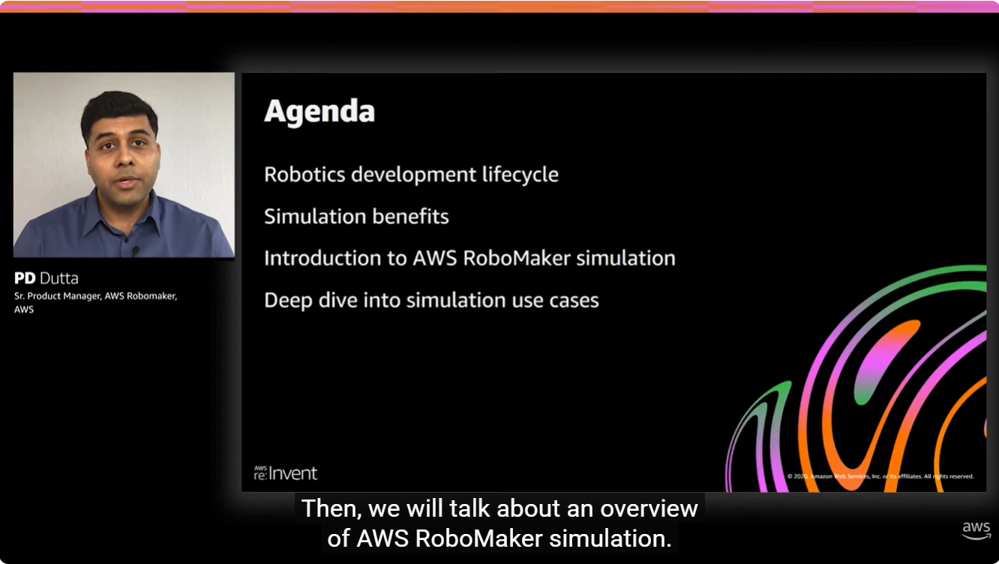 PD Dutta
Sr. Product Manager, AWS Robomaker,
AWS
Agenda
Robotics development lifecycle
Simulation benefits
Introduction to AWS RoboMaker simulation
Deep dive into simulation use cases
AWS
re:Invent
© 2020, Amazon Web Services, Inc. or its affiliates. All rights reserved.
Then, we will talk about an overview
of AWS RoboMaker simulation.
aws